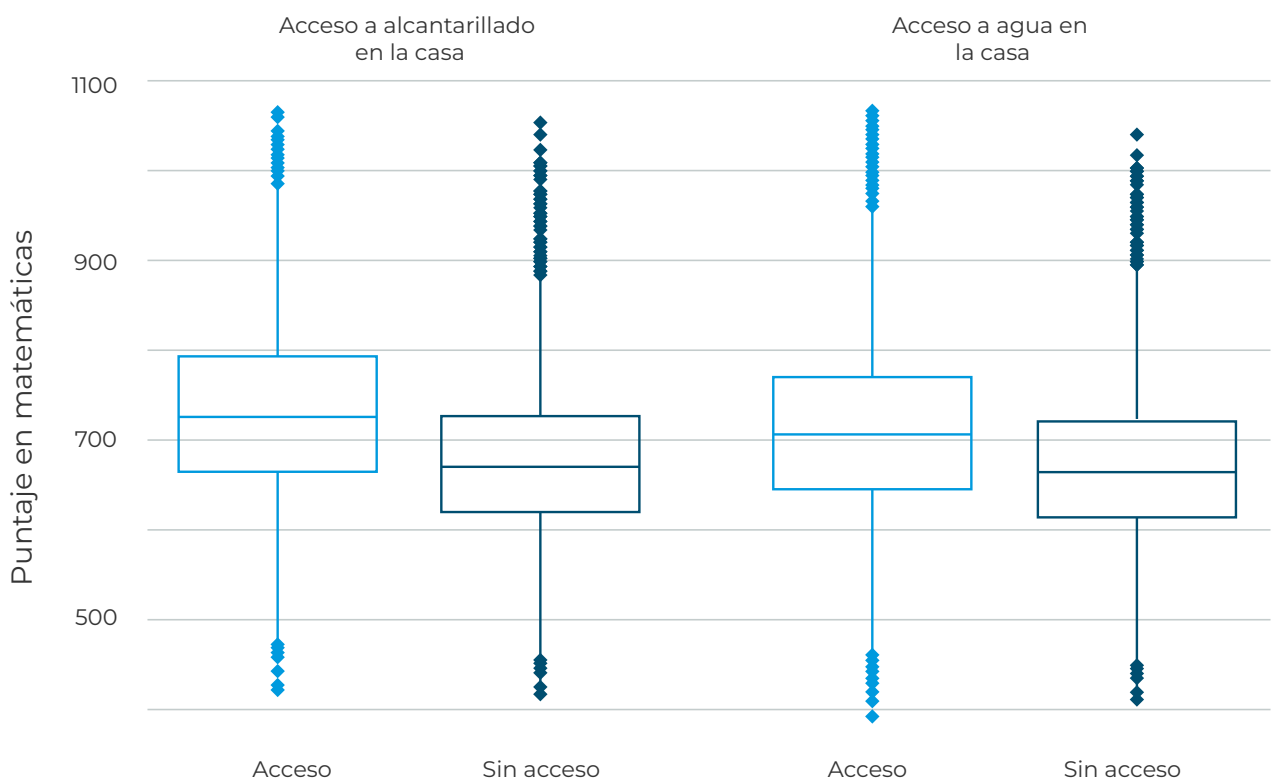 Acceso a alcantarillado
en la casa
Acceso a agua en
la casa
Puntaje en matemáticas
1100
900
700
500
Acceso
Sin acceso
Acceso
Sin acceso